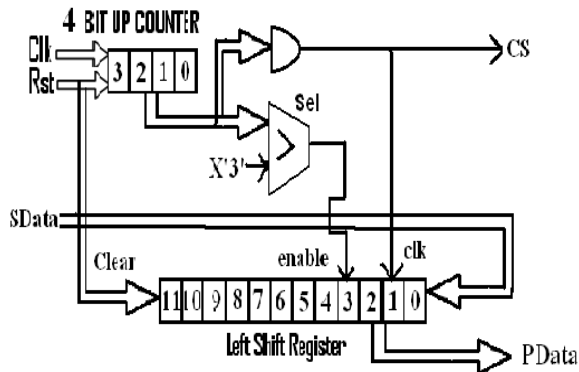 4 BIT UP COUNTER
Clk
Rst
3 2 1 0
CS
Sel
>
X'3'
SData
Clear
enable
clk
11 10 9 8 7 6 5 4 3 2 1 0
Left Shift Register
PData